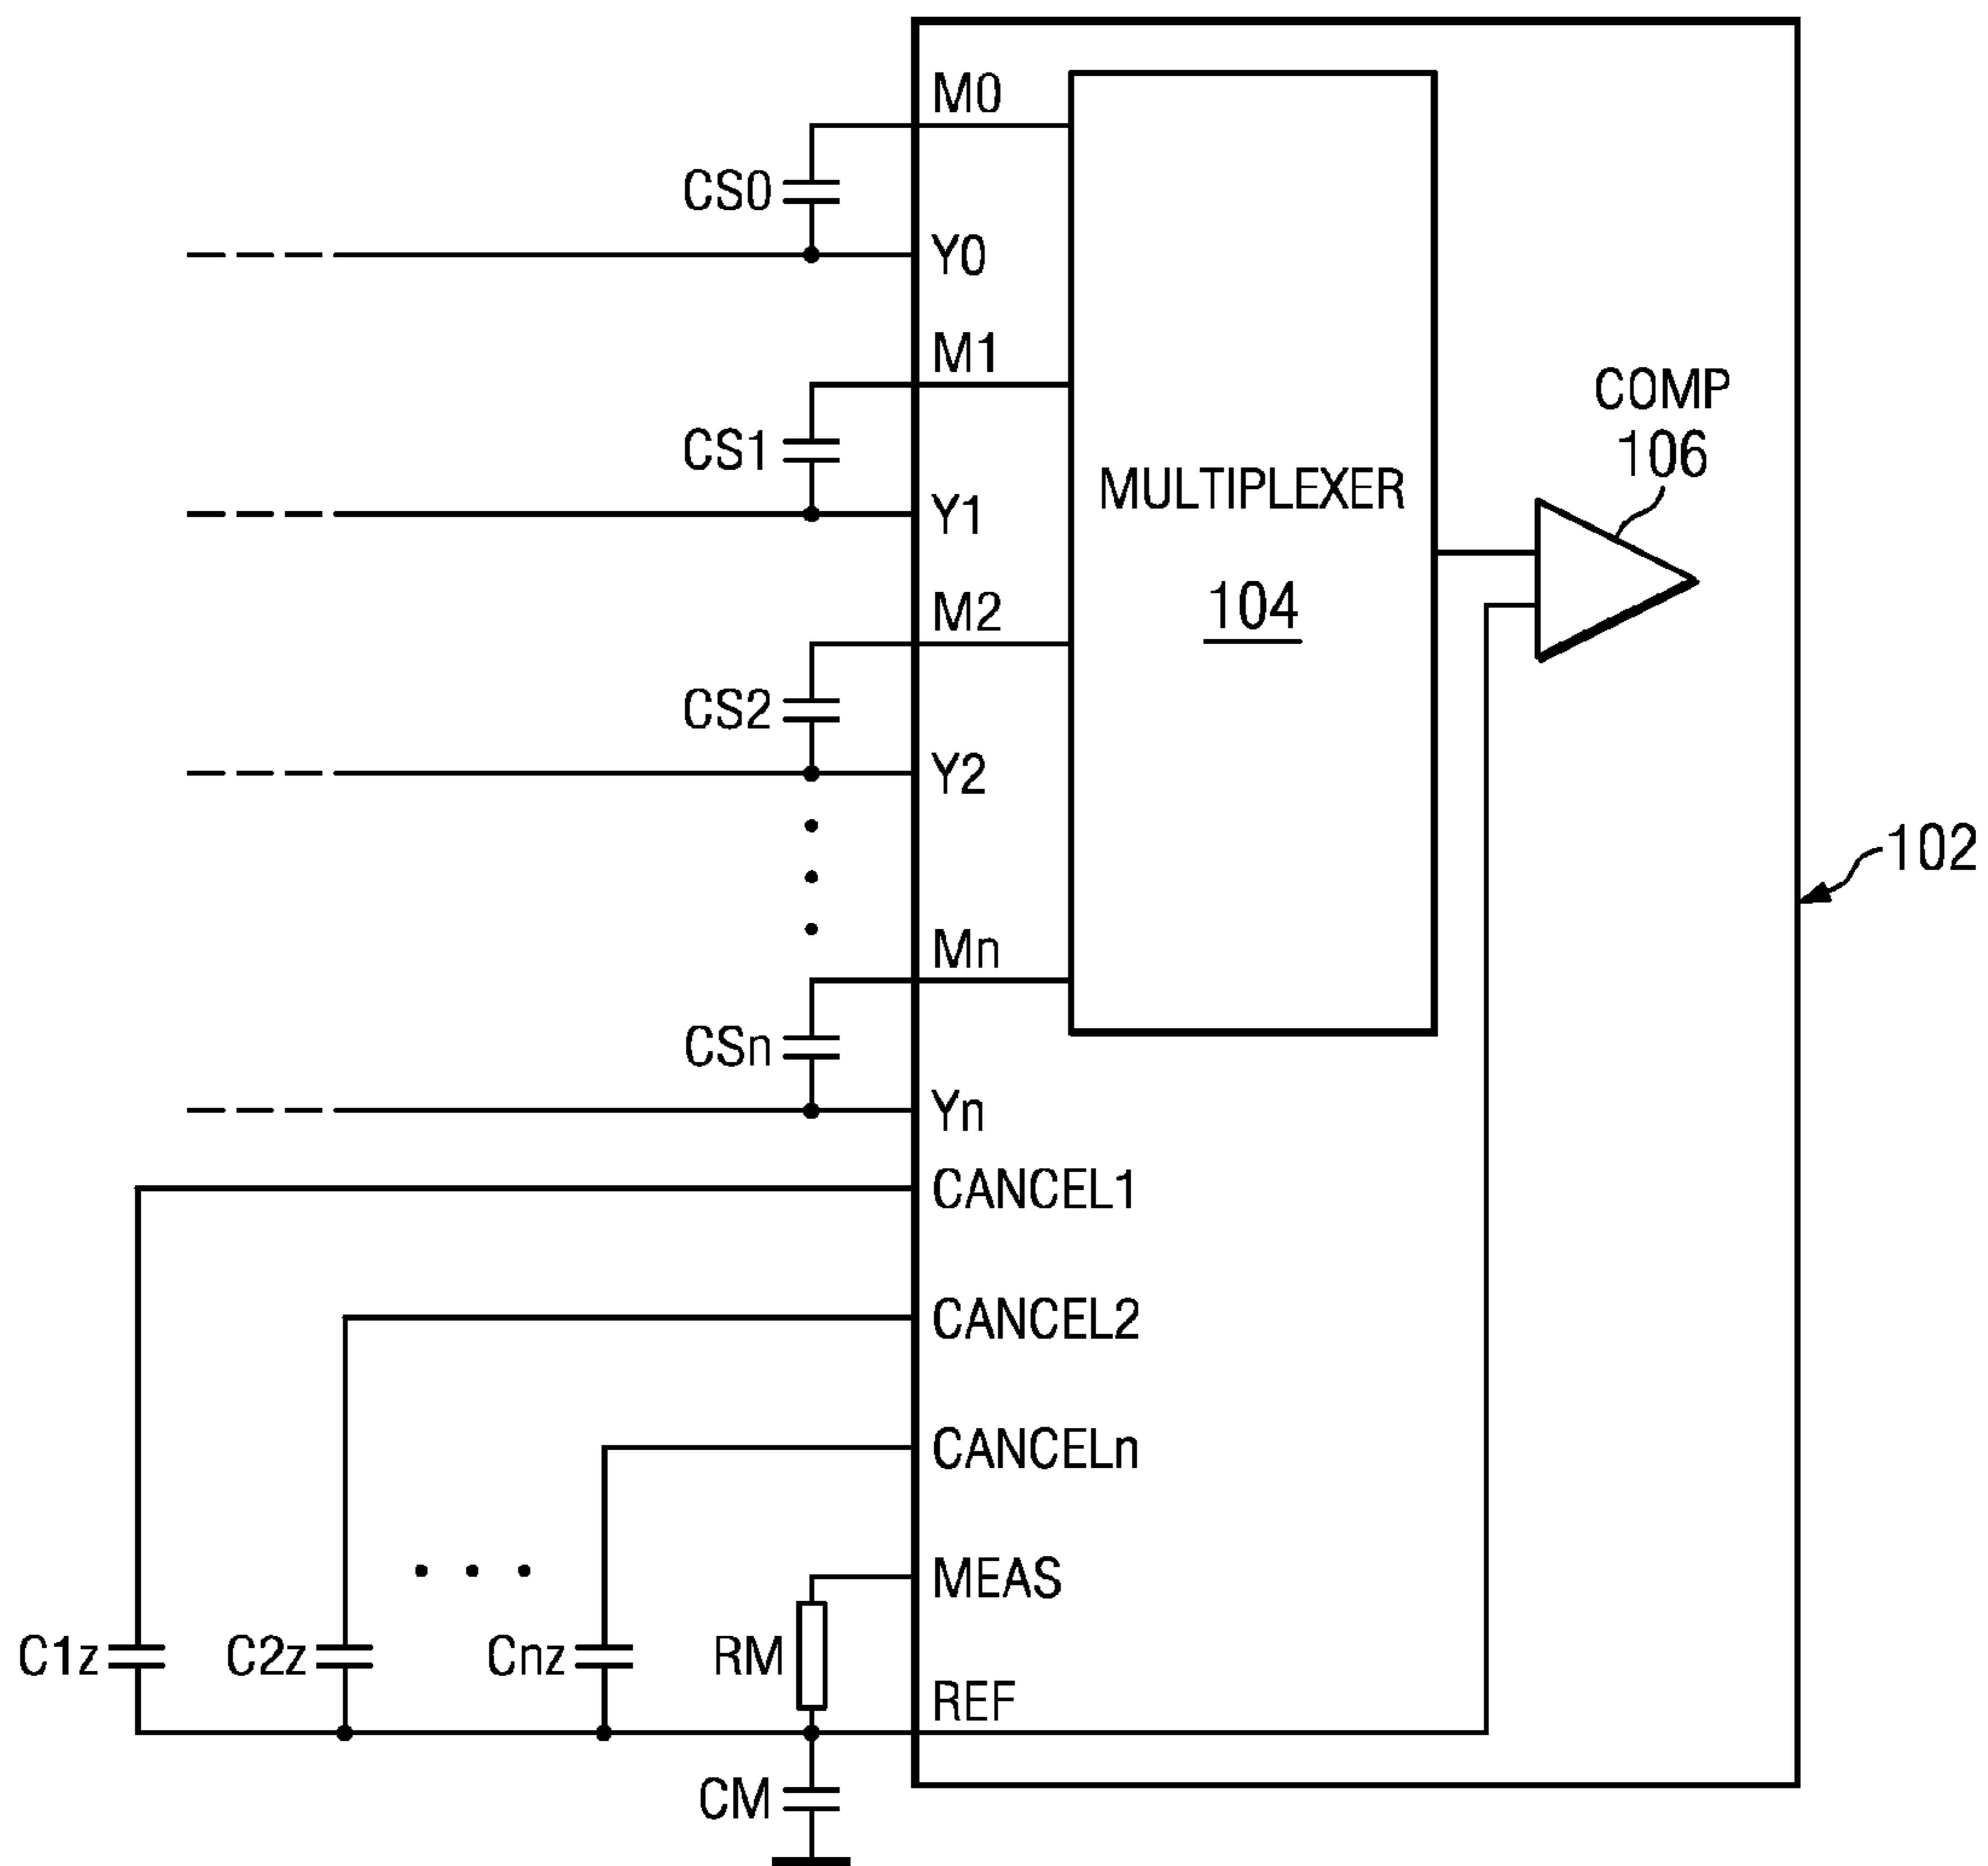 M0
CS0
Y0
M1
CS1
Y1
M2
CS2
Y2
Mn
CSn
Yn
MULTIPLEXER
104
COMP
106
102
CANCEL1
CANCEL2
CANCELn
MEAS
C1z
C2z
Cnz
RM
REF
CM